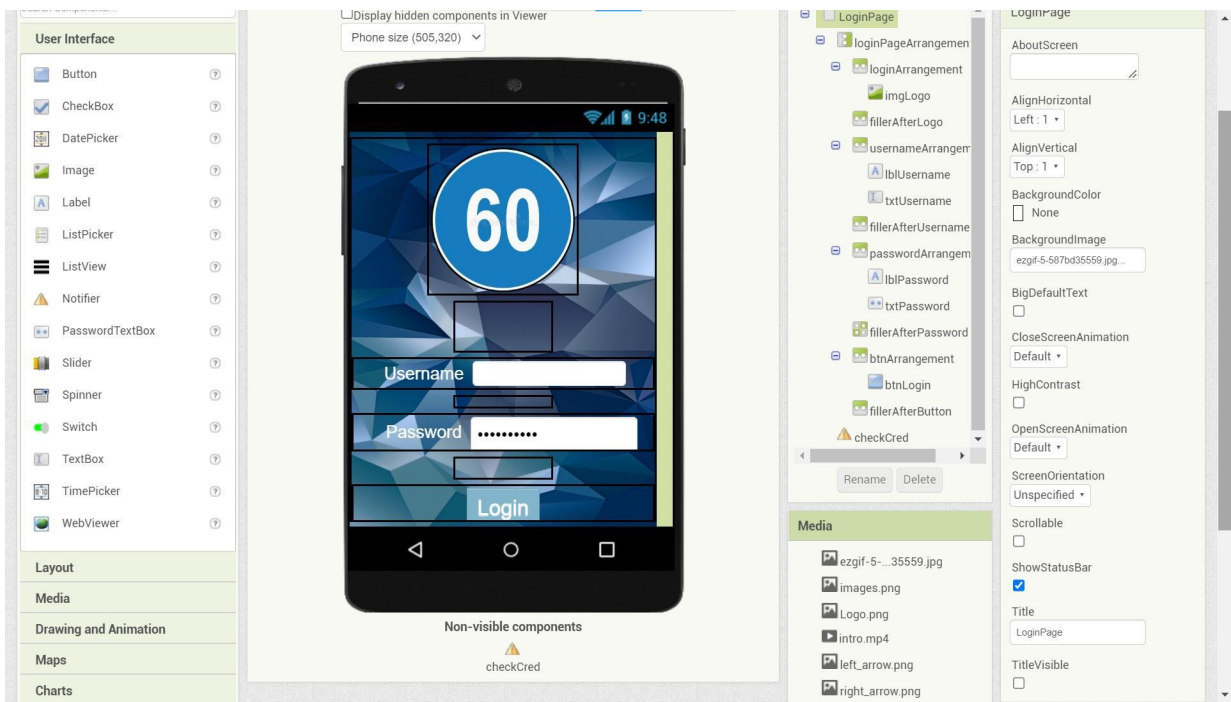 Display hidden components in Viewer
Phone size (505,320)
User Interface
Button
CheckBox
DatePicker
Image
Label
ListPicker
ListView
Notifier
PasswordTextBox
Slider
Spinner
Switch
TextBox
TimePicker
WebViewer
Layout
Media
Drawing and Animation
Maps
Charts
9:48
60
Username
Password
Login
Non-visible components
checkCred
LoginPage
loginPageArrangemen
loginArrangement
imgLogo
fillerAfterLogo
usernameArrangem
lblUsername
txtUsername
fillerAfterUsername
passwordArrangem
lblPassword
txtPassword
fillerAfterPassword
btnArrangement
btnLogin
fillerAfterButton
checkCred
Rename Delete
Media
ezgif-5-...35559.jpg
images.png
Logo.png
intro.mp4
left_arrow.png
right_arrow.png
LoginPage
AboutScreen
AlignHorizontal
Left : 1
AlignVertical
Top : 1
BackgroundColor
None
BackgroundImage
ezgif-5-587bd35559.jpg...
BigDefaultText
CloseScreenAnimation
Default
HighContrast
OpenScreenAnimation
Default
ScreenOrientation
Unspecified
Scrollable
ShowStatusBar
Title
LoginPage
TitleVisible